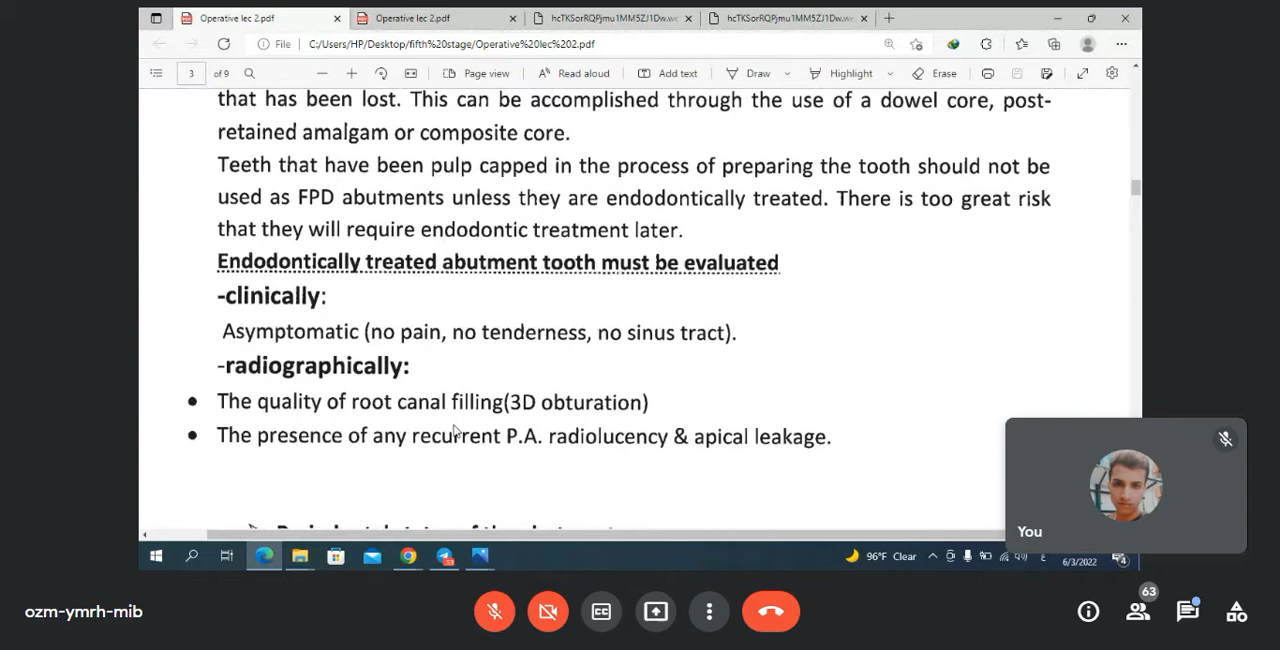 Operative lec 2.pdf
Operative lec 2.pdf
hcTKSorRQPjmu1MM5ZJ1Dw.we
hcTKSorRQPjmu1MM5ZJ1Dw.we
File C:/Users/HP/Desktop/fifth%20stage/Operative%20lec%202.pdf
3 of 9 Page view Read aloud Add text Draw Highlight Erase
that has been lost. This can be accomplished through the use of a dowel core, post-
retained amalgam or composite core.
Teeth that have been pulp capped in the process of preparing the tooth should not be
used as FPD abutments unless they are endodontically treated. There is too great risk
that they will require endodontic treatment later.
Endodontically treated abutment tooth must be evaluated
-clinically:
Asymptomatic (no pain, no tenderness, no sinus tract).
-radiographically:
• The quality of root canal filling(3D obturation)
• The presence of any recurrent P.A. radiolucency & apical leakage.
You
96°F Clear ع
6/3/2022 4
ozm-ymrh-mib
63